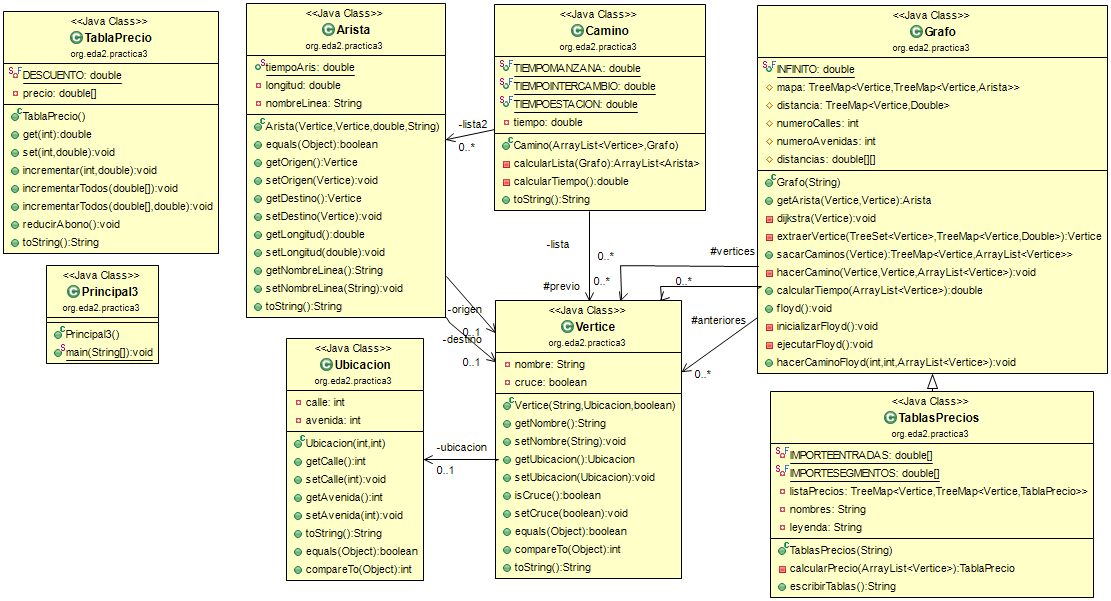 <<Java Class>>
TablaPrecio
org.eda2.practica3
DESCUENTO: double
precio: double[]
TablaPrecio()
get(int):double
set(int,double):void
incrementar(int,double):void
incrementarTodos(double[]):void
incrementarTodos(double[],double):void
reducirAbono():void
toString():String
<<Java Class>>
Principal3
org.eda2.practica3
Principal3()
main(String[]):void
<<Java Class>>
Arista
org.eda2.practica3
tiempoAris: double
longitud: double
nombreLinea: String
Arista(Vertice,Vertice,double,String)
equals(Object):boolean
getOrigen():Vertice
setOrigen(Vertice):void
getDestino():Vertice
setDestino(Vertice):void
getLongitud():double
setLongitud(double):void
getNombreLinea():String
setNombreLinea(String):void
toString():String
-lista2
0..*
<<Java Class>>
Camino
org.eda2.practica3
TIEMPOMANZANA: double
TIEMPOINTERCAMBIO: double
TIEMPOESTACION: double
tiempo: double
Camino(ArrayList<Vertice>,Grafo)
calcularLista(Grafo):ArrayList<Arista>
calcularTiempo():double
toString():String
<<Java Class>>
Grafo
org.eda2.practica3
INFINITO: double
mapa: TreeMap<Vertice,TreeMap<Vertice,Arista>>
distancia: TreeMap<Vertice,Double>
numeroCalles: int
numeroAvenidas: int
distancias: double[][]
Grafo(String)
getArista(Vertice,Vertice):Arista
dijkstra(Vertice):void
extraerVertice(TreeSet<Vertice>,TreeMap<Vertice,Double>):Vertice
sacarCaminos(Vertice):TreeMap<Vertice,ArrayList<Vertice>>
hacerCamino(Vertice,Vertice,ArrayList<Vertice>):void
calcularTiempo(ArrayList<Vertice>):double
floyd():void
inicializarFloyd():void
ejecutarFloyd():void
hacerCaminoFloyd(int,int,ArrayList<Vertice>):void
-lista
0..*
#vertices
0..*
#previo
0..*
#anteriores
0..*
-origen
0..1
-destino
0..1
<<Java Class>>
Ubicacion
org.eda2.practica3
calle: int
avenida: int
Ubicacion(int,int)
getCalle():int
setCalle(int):void
getAvenida():int
setAvenida(int):void
toString():String
equals(Object):boolean
compareTo(Object):int
-ubicacion
0..1
<<Java Class>>
Vertice
org.eda2.practica3
nombre: String
cruce: boolean
Vertice(String,Ubicacion,boolean)
getNombre():String
setNombre(String):void
getUbicacion():Ubicacion
setUbicacion(Ubicacion):void
isCruce():boolean
setCruce(boolean):void
equals(Object):boolean
compareTo(Object):int
toString():String
<<Java Class>>
TablasPrecios
org.eda2.practica3
IMPORTEENTRADAS: double[]
IMPORTESEGMENTOS: double[]
listaPrecios: TreeMap<Vertice,TreeMap<Vertice,TablaPrecio>>
nombres: String
leyenda: String
TablasPrecios(String)
calcularPrecio(ArrayList<Vertice>):TablaPrecio
escribirTablas():String